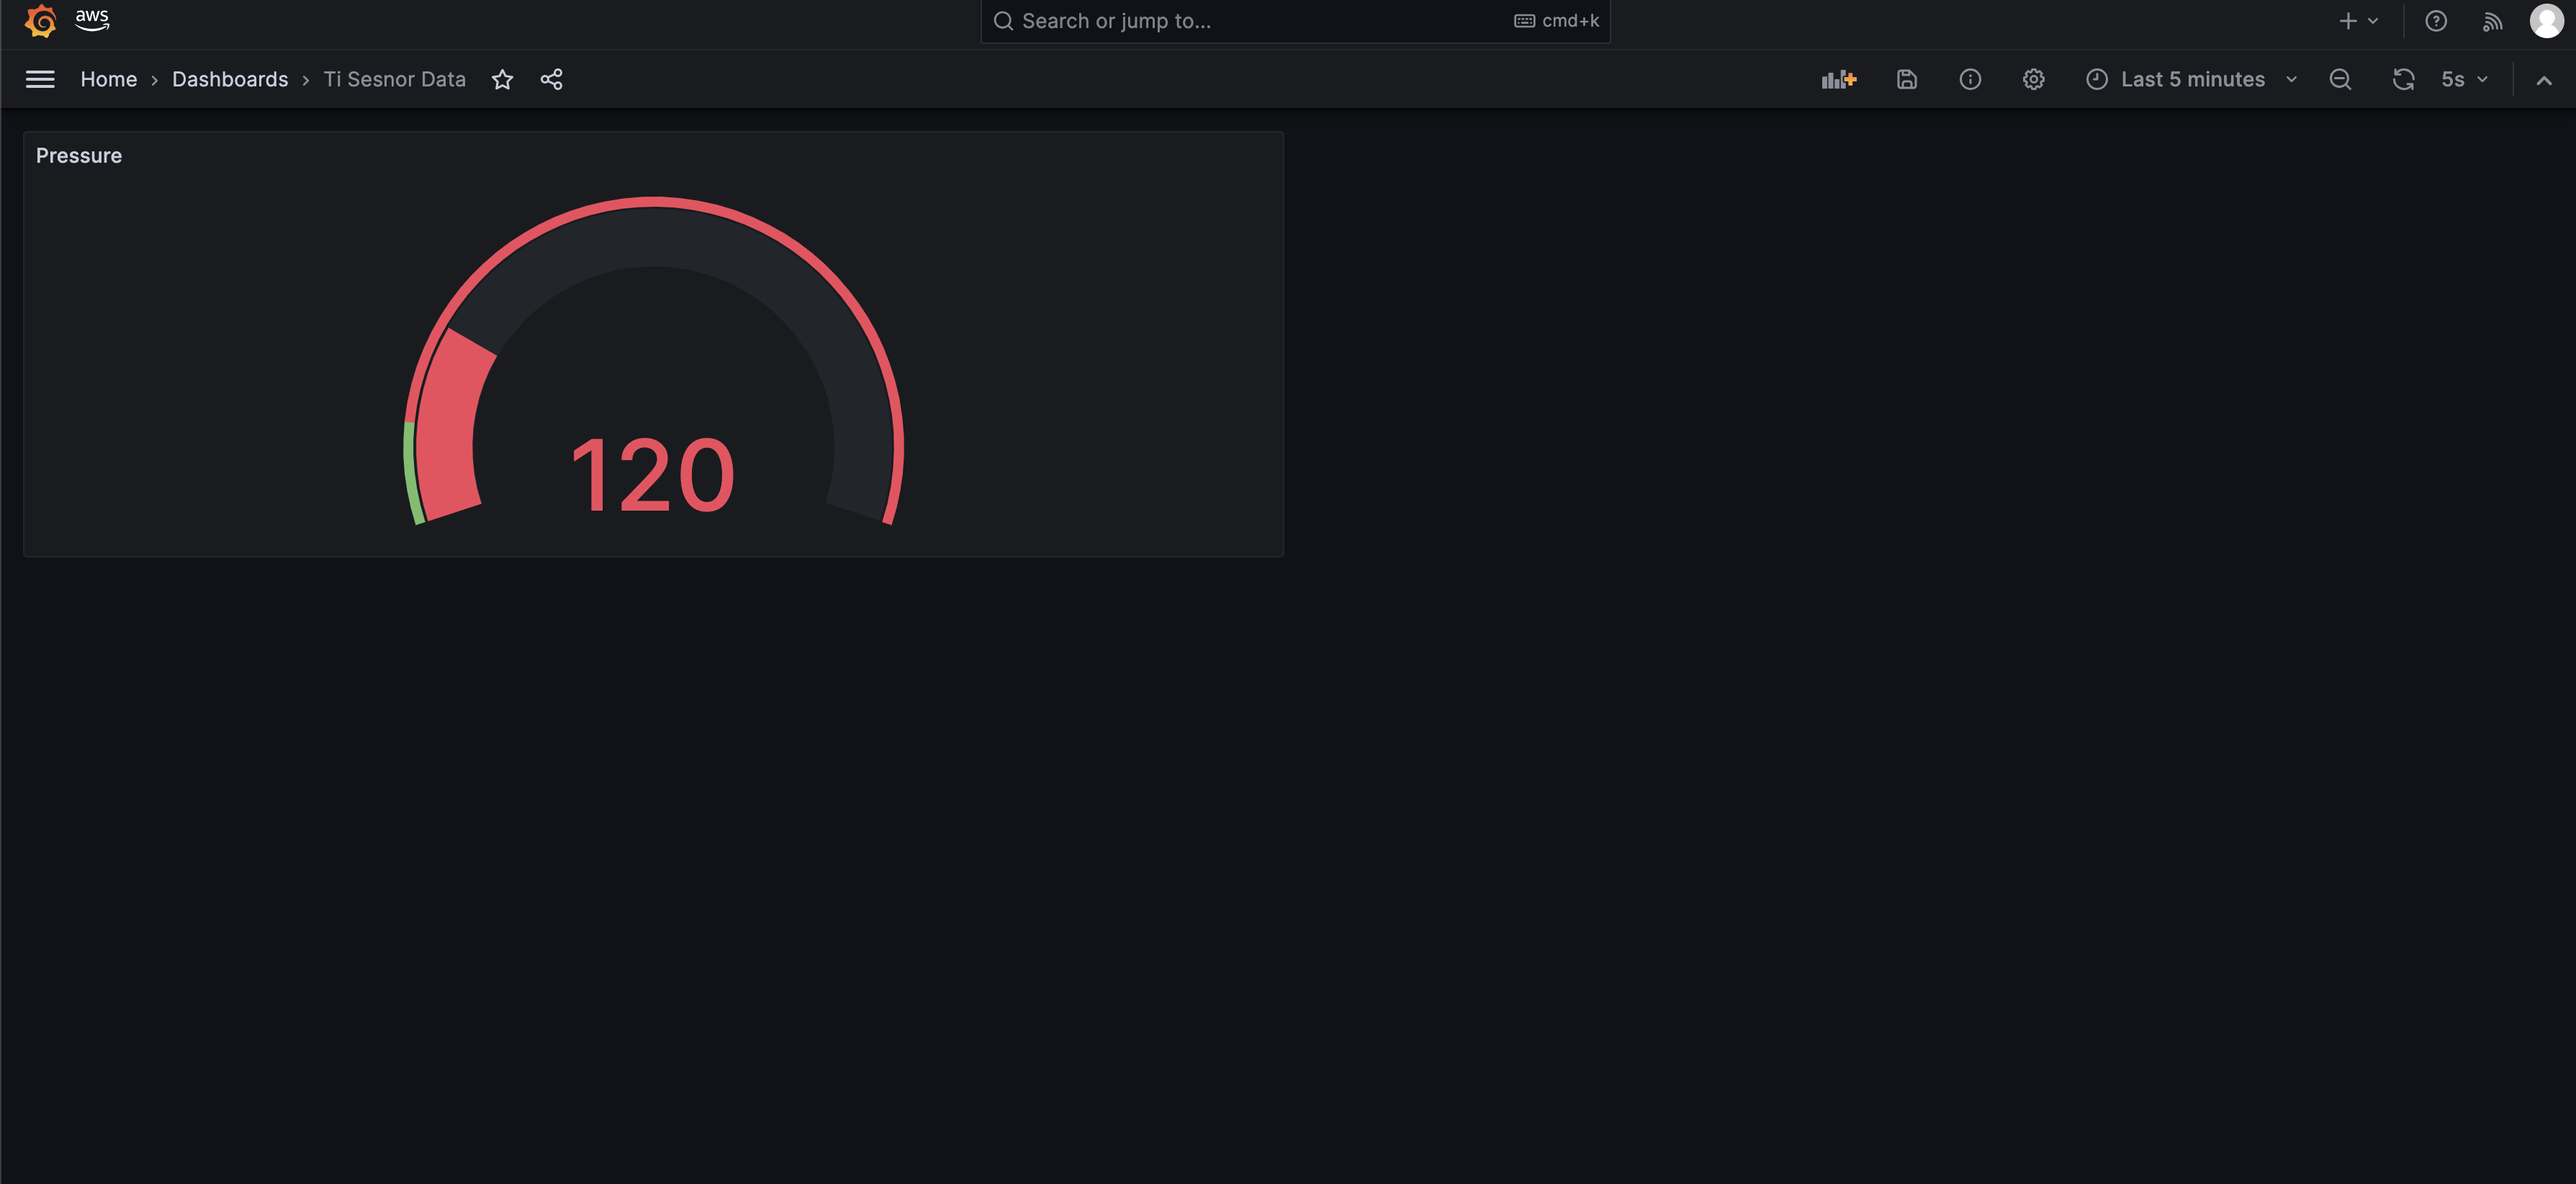 aws
Search or jump to...
cmd+k
Home › Dashboards › Ti Sesnor Data
Last 5 minutes
5s
Pressure
120